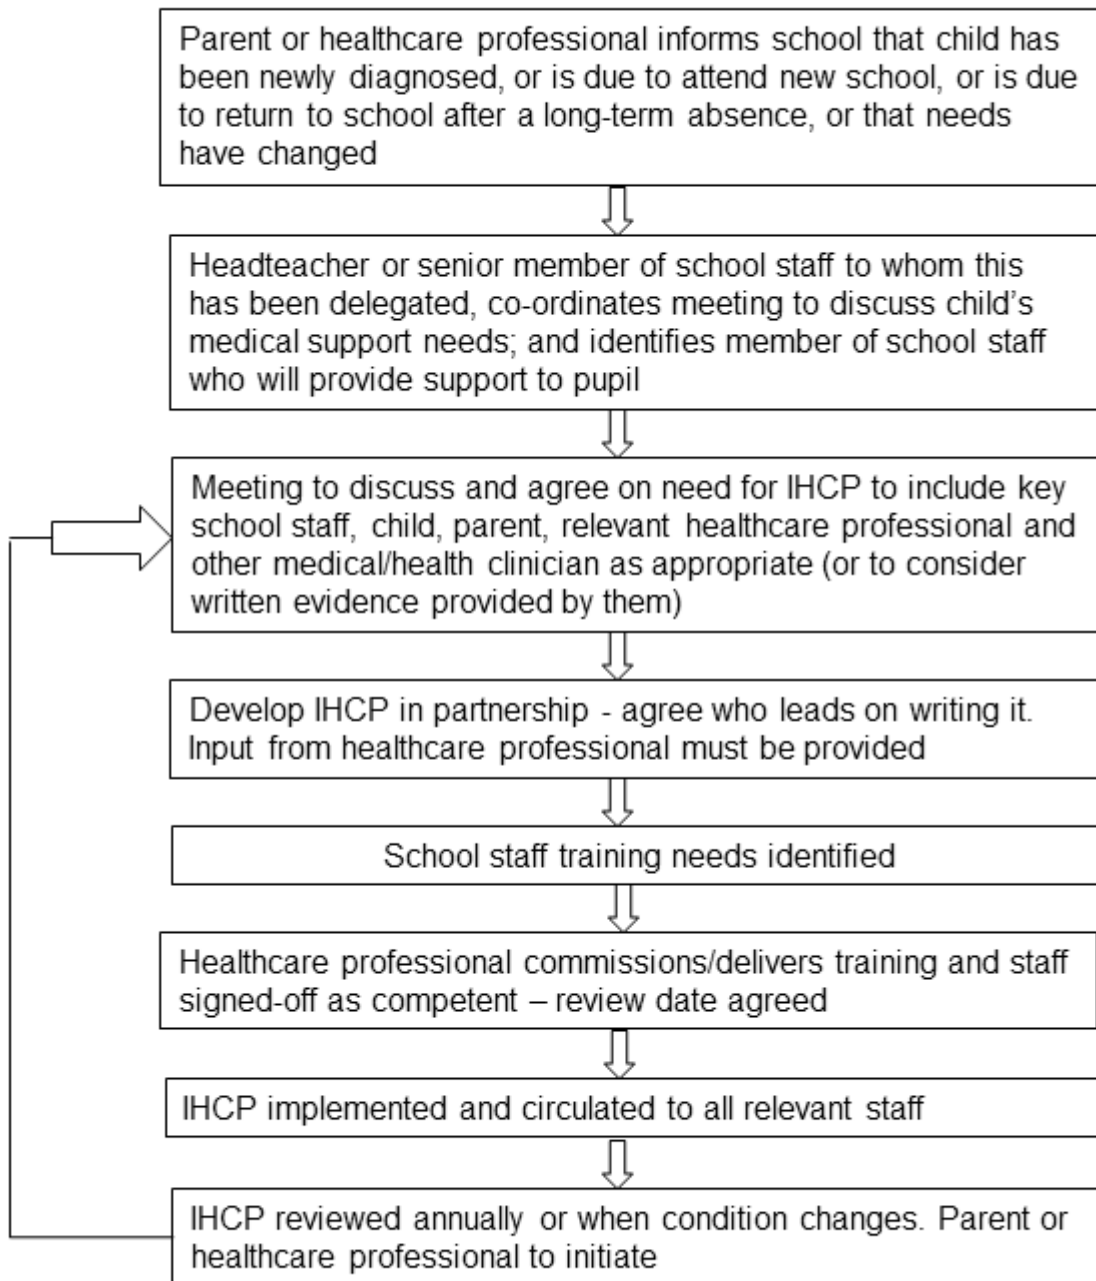 Parent or healthcare professional informs school that child has
been newly diagnosed, or is due to attend new school, or is due
to return to school after a long-term absence, or that needs
have changed
Headteacher or senior member of school staff to whom this
has been delegated, co-ordinates meeting to discuss child's
medical support needs; and identifies member of school staff
who will provide support to pupil
Meeting to discuss and agree on need for IHCP to include key
school staff, child, parent, relevant healthcare professional and
other medical/health clinician as appropriate (or to consider
written evidence provided by them)
Develop IHCP in partnership - agree who leads on writing it.
Input from healthcare professional must be provided
School staff training needs identified
Healthcare professional commissions/delivers training and staff
signed-off as competent – review date agreed
IHCP implemented and circulated to all relevant staff
IHCP reviewed annually or when condition changes. Parent or
healthcare professional to initiate